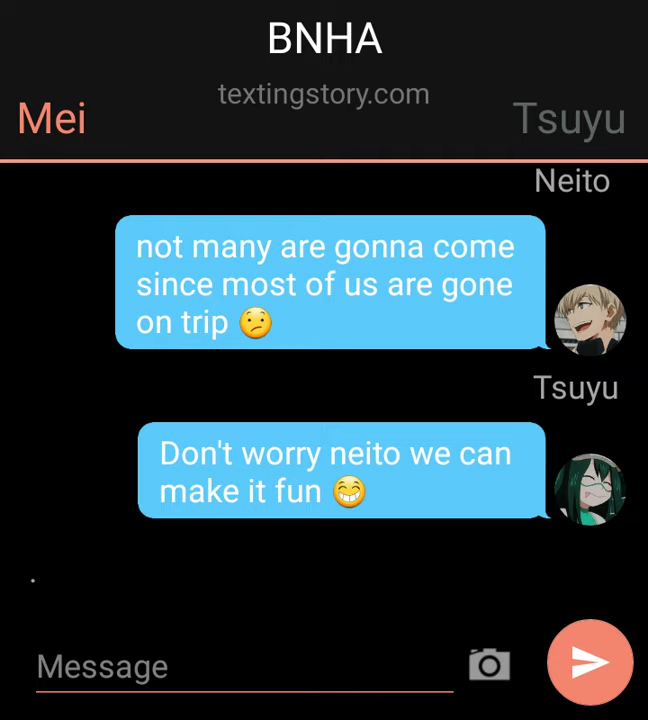 BNHA
textingstory.com
Mei
Tsuyu
Neito
not many are gonna come
since most of us are gone
on trip 😕
Tsuyu
Don't worry neito we can
make it fun 😁
.
Message